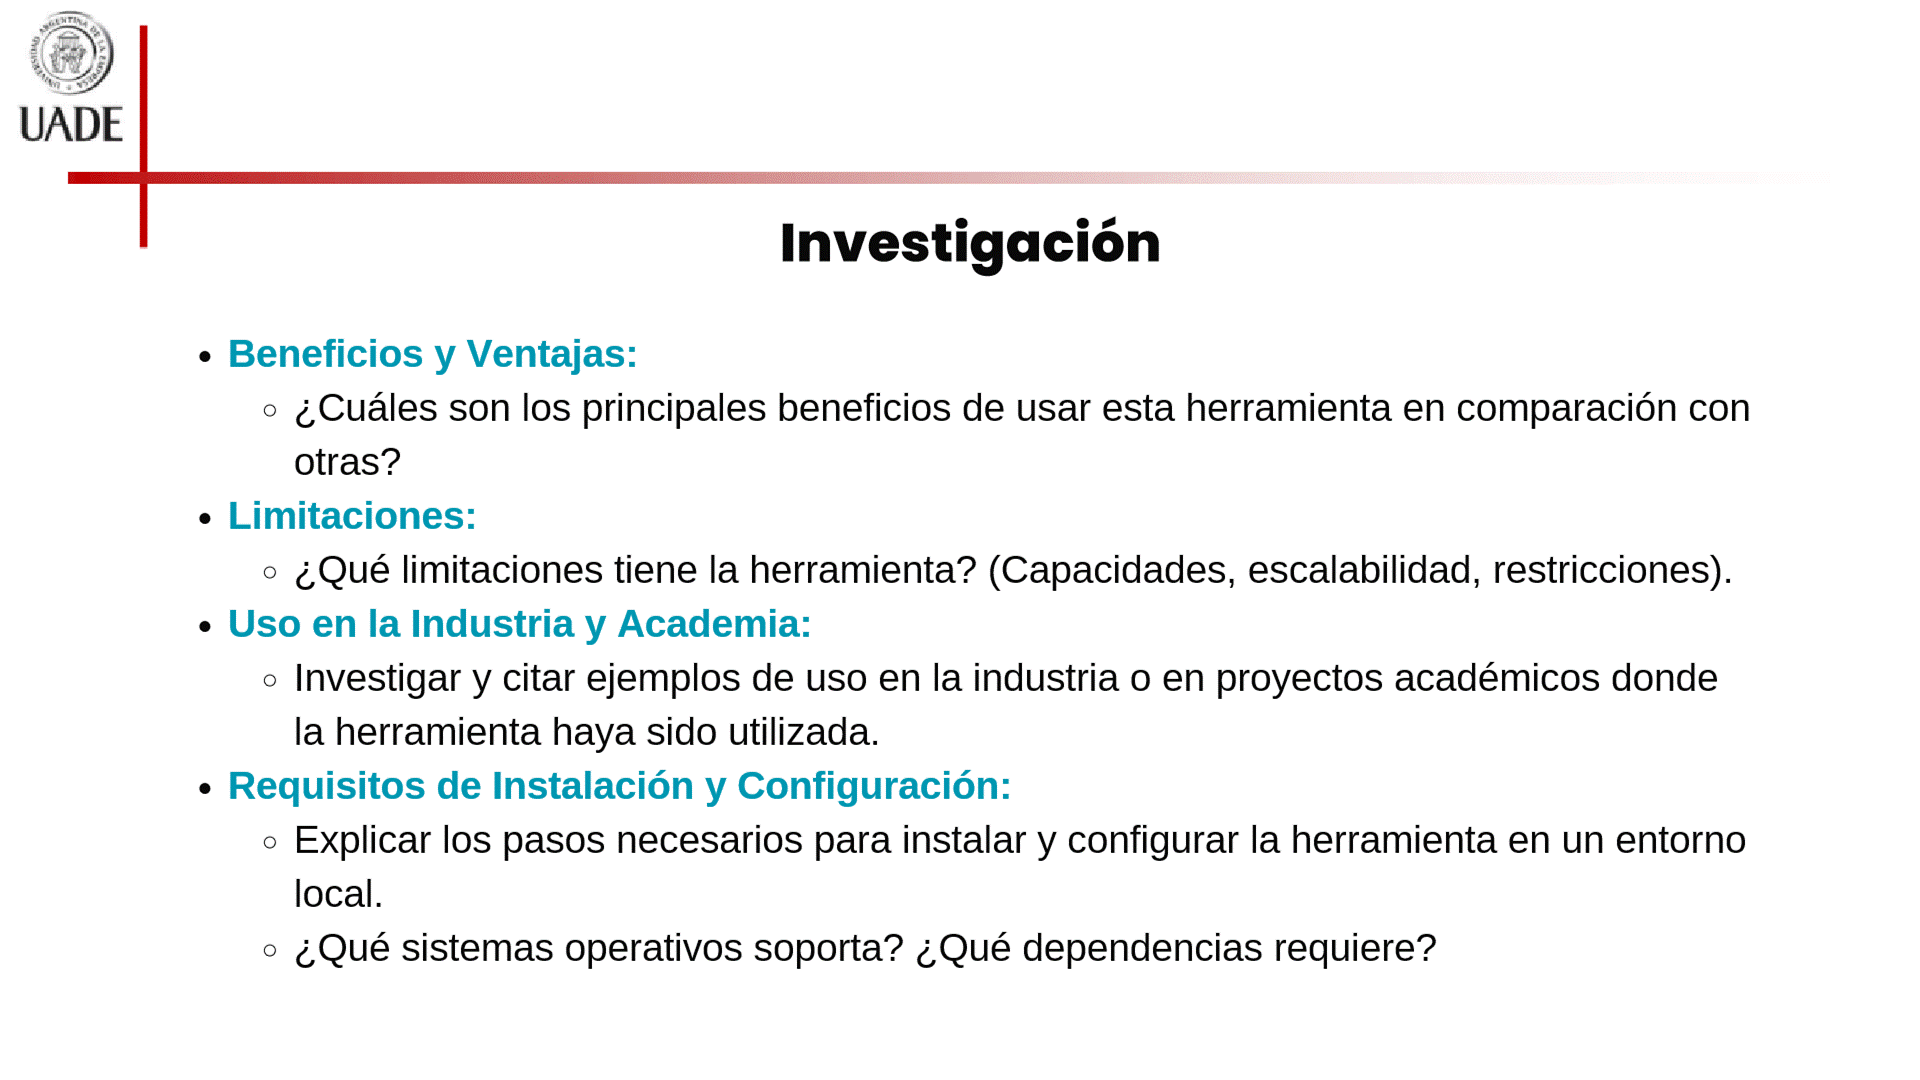 UNIVERSIDAD ARGENTINA DE LA EMPRESA
UADE
Investigación
• Beneficios y Ventajas:
◦ ¿Cuáles son los principales beneficios de usar esta herramienta en comparación con
otras?
• Limitaciones:
◦ ¿Qué limitaciones tiene la herramienta? (Capacidades, escalabilidad, restricciones).
• Uso en la Industria y Academia:
◦ Investigar y citar ejemplos de uso en la industria o en proyectos académicos donde
la herramienta haya sido utilizada.
• Requisitos de Instalación y Configuración:
◦ Explicar los pasos necesarios para instalar y configurar la herramienta en un entorno
local.
◦ ¿Qué sistemas operativos soporta? ¿Qué dependencias requiere?